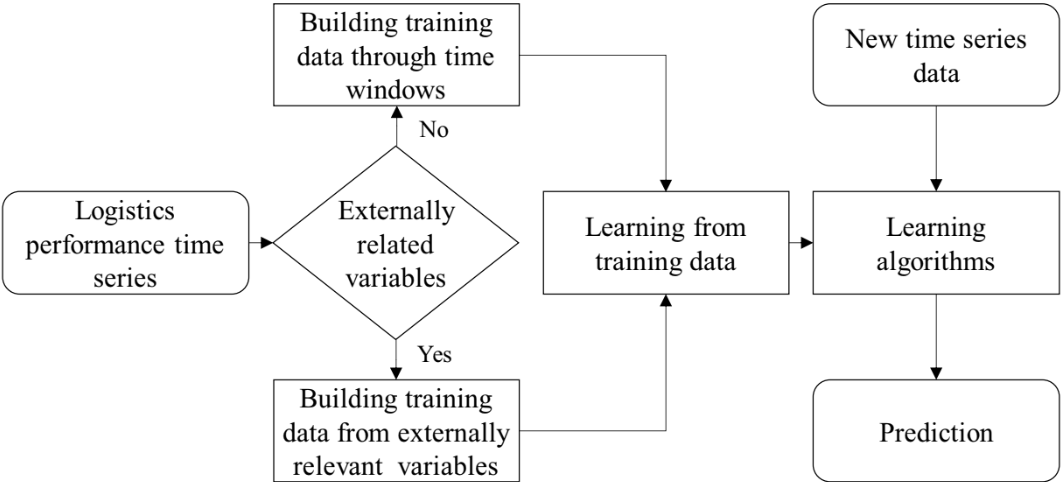 Building training
data through time
windows
New time series
data
No
Logistics
performance time
series
Externally
related
variables
Learning from
training data
Learning
algorithms
Yes
Building training
data from externally
relevant variables
Prediction